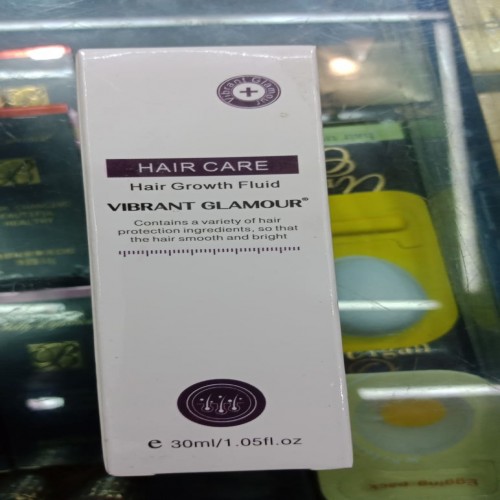 Vibrant Glamour
HAIR CARE
Hair Growth Fluid
VIBRANT GLAMOUR®
Contains a variety of hair
protection ingredients, so that
the hair smooth and bright
e 30ml/1.05fl.oz